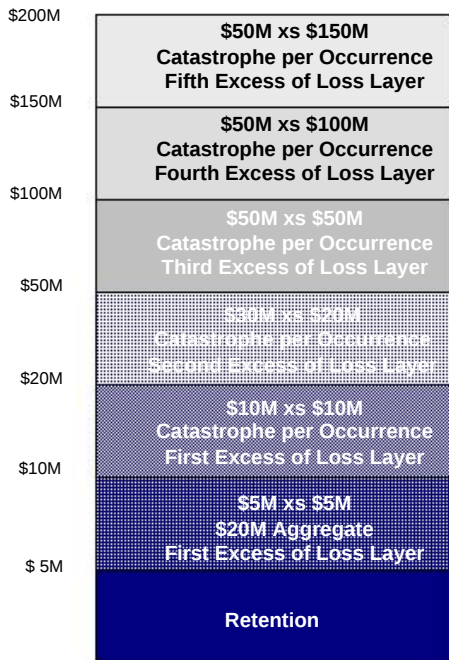 $200M
$50M xs $150M
Catastrophe per Occurrence
Fifth Excess of Loss Layer
$150M
$50M xs $100M
Catastrophe per Occurrence
Fourth Excess of Loss Layer
$100M
$50M xs $50M
Catastrophe per Occurrence
Third Excess of Loss Layer
$50M
$30M xs $20M
Catastrophe per Occurrence
Second Excess of Loss Layer
$20M
$10M xs $10M
Catastrophe per Occurrence
First Excess of Loss Layer
$10M
$5M xs $5M
$20M Aggregate
First Excess of Loss Layer
$ 5M
Retention